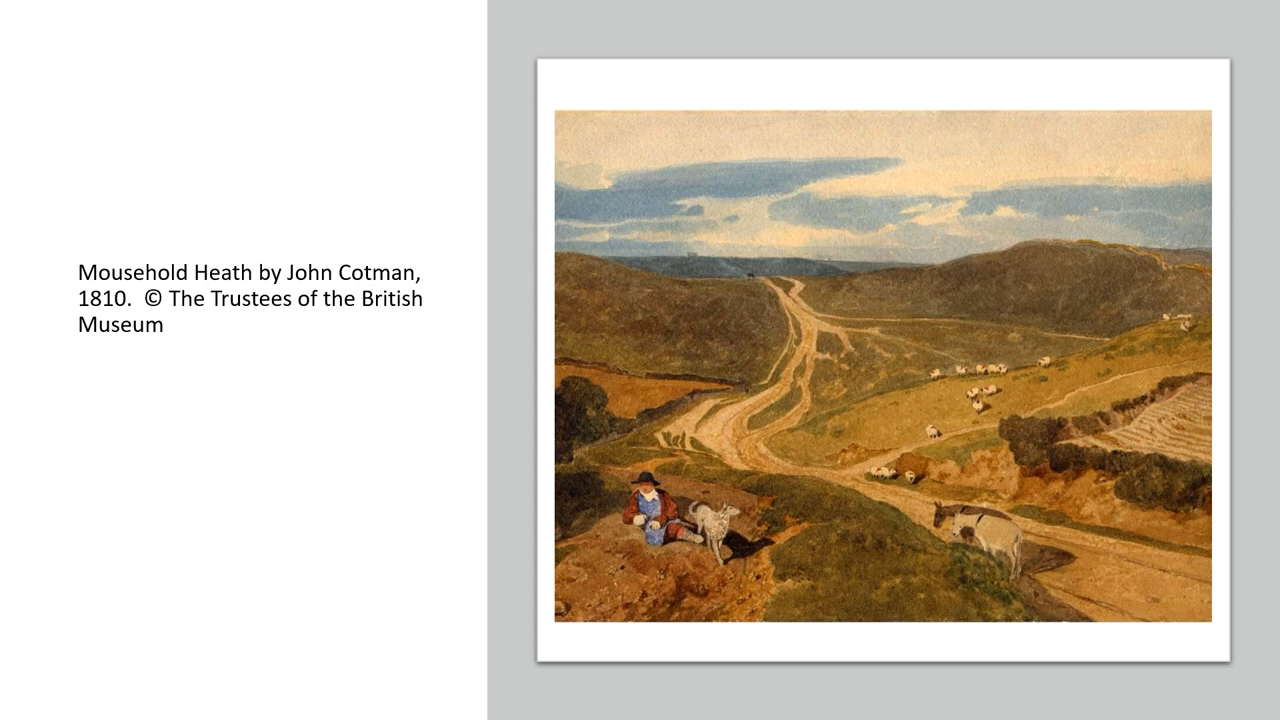 Mousehold Heath by John Cotman,
1810.  © The Trustees of the British
Museum